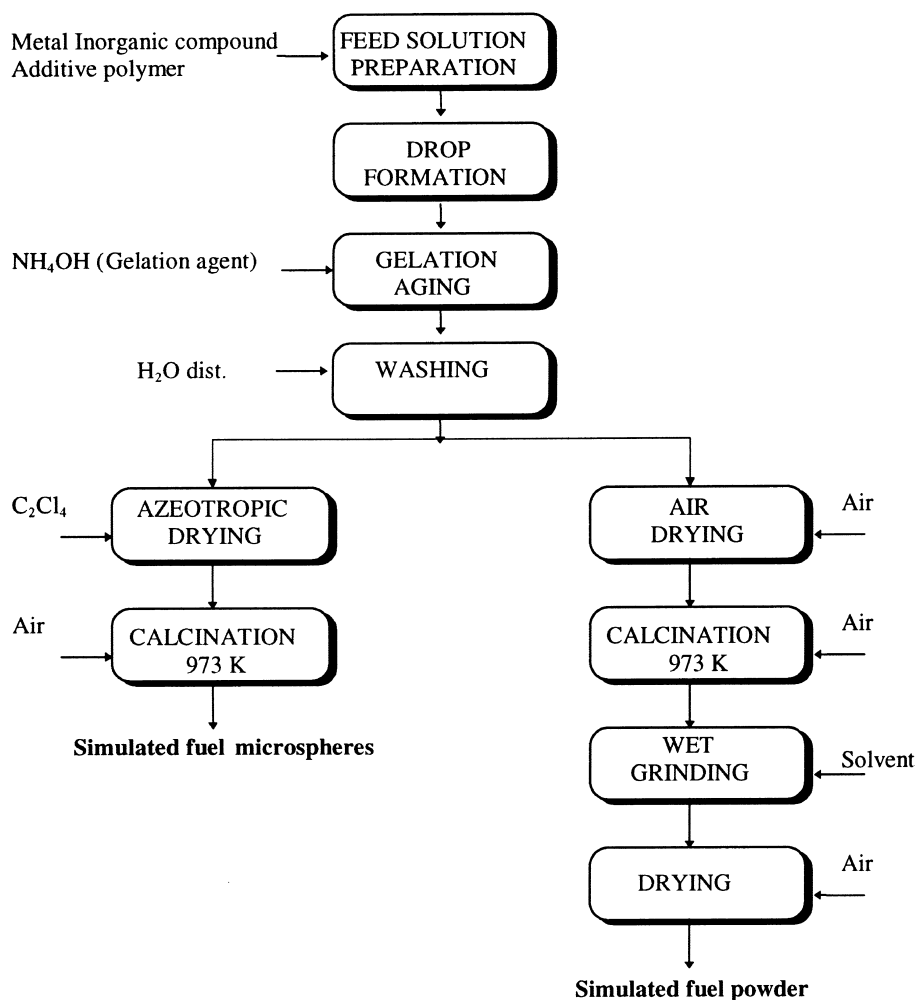 Metal Inorganic compound
Additive polymer
FEED SOLUTION
PREPARATION
DROP
FORMATION
NH₄OH (Gelation agent)
GELATION
AGING
H₂O dist.
WASHING
C₂Cl₄
AZEOTROPIC
DRYING
Air
CALCINATION
973 K
Simulated fuel microspheres
AIR
DRYING
Air
CALCINATION
973 K
Air
WET
GRINDING
Solvent
DRYING
Air
Simulated fuel powder